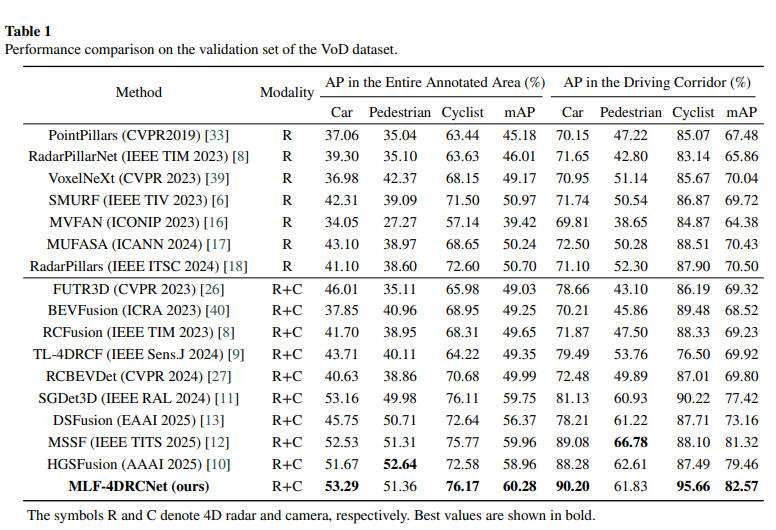 Table 1
Performance comparison on the validation set of the VoD dataset.
Method Modality AP in the Entire Annotated Area (%) AP in the Driving Corridor (%)
Car Pedestrian Cyclist mAP Car Pedestrian Cyclist mAP
PointPillars (CVPR2019) [33] R 37.06 35.04 63.44 45.18 70.15 47.22 85.07 67.48
RadarPillarNet (IEEE TIM 2023) [8] R 39.30 35.10 63.63 46.01 71.65 42.80 83.14 65.86
VoxelNeXt (CVPR 2023) [39] R 36.98 42.37 68.15 49.17 70.95 51.14 85.67 70.04
SMURF (IEEE TIV 2023) [6] R 42.31 39.09 71.50 50.97 71.74 50.54 86.87 69.72
MVFAN (ICONIP 2023) [16] R 34.05 27.27 57.14 39.42 69.81 38.65 84.87 64.38
MUFASA (ICANN 2024) [17] R 43.10 38.97 68.65 50.24 72.50 50.28 88.51 70.43
RadarPillars (IEEE ITSC 2024) [18] R 41.10 38.60 72.60 50.70 71.10 52.30 87.90 70.50
FUTR3D (CVPR 2023) [26] R+C 46.01 35.11 65.98 49.03 78.66 43.10 86.19 69.32
BEVFusion (ICRA 2023) [40] R+C 37.85 40.96 68.95 49.25 70.21 45.86 89.48 68.52
RCFusion (IEEE TIM 2023) [8] R+C 41.70 38.95 68.31 49.65 71.87 47.50 88.33 69.23
TL-4DRCF (IEEE Sens.J 2024) [9] R+C 43.71 40.11 64.22 49.35 79.49 53.76 76.50 69.92
RCBEVDet (CVPR 2024) [27] R+C 40.63 38.86 70.68 49.99 72.48 49.89 87.01 69.80
SGDet3D (IEEE RAL 2024) [11] R+C 53.16 49.98 76.11 59.75 81.13 60.93 90.22 77.42
DSFusion (EAAI 2025) [13] R+C 45.75 50.71 72.64 56.37 78.21 61.22 87.71 73.16
MSSF (IEEE TITS 2025) [12] R+C 52.53 51.31 75.77 59.96 89.08 66.78 88.10 81.32
HGSFusion (AAAI 2025) [10] R+C 51.67 52.64 72.58 58.96 88.28 62.61 87.49 79.46
MLF-4DRCNet (ours) R+C 53.29 51.36 76.17 60.28 90.20 61.83 95.66 82.57
The symbols R and C denote 4D radar and camera, respectively. Best values are shown in bold.